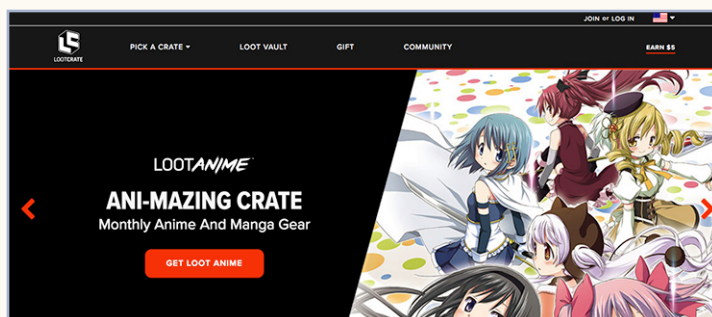 JOIN or LOG IN
LOOTCRATE
PICK A CRATE
LOOT VAULT
GIFT
COMMUNITY
EARN $5
LOOTANIME
ANI-MAZING CRATE
Monthly Anime And Manga Gear
GET LOOT ANIME